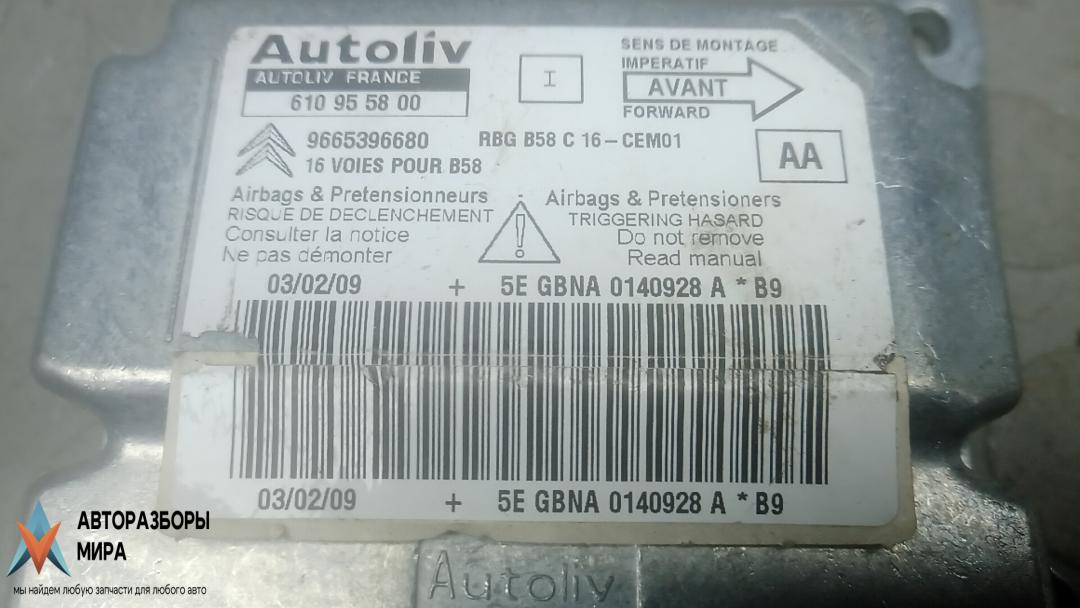 Autoliv
AUTOLIV FRANCE
610 95 58 00
I
SENS DE MONTAGE
IMPERATIF
AVANT
FORWARD
9665396680 RBG B58 C 16-CEM01
16 VOIES POUR B58
AA
Airbags & Pretensionneurs
RISQUE DE DECLENCHEMENT
Consulter la notice
Ne pas démonter
!
Airbags & Pretensioners
TRIGGERING HASARD
Do not remove
Read manual
03/02/09 + 5E GBNA 0140928 A * B9
03/02/09 + 5E GBNA 0140928 A * B9
Autoliv
АВТОРАЗБОРЫ
МИРА
мы найдем любую запчасти для любого авто